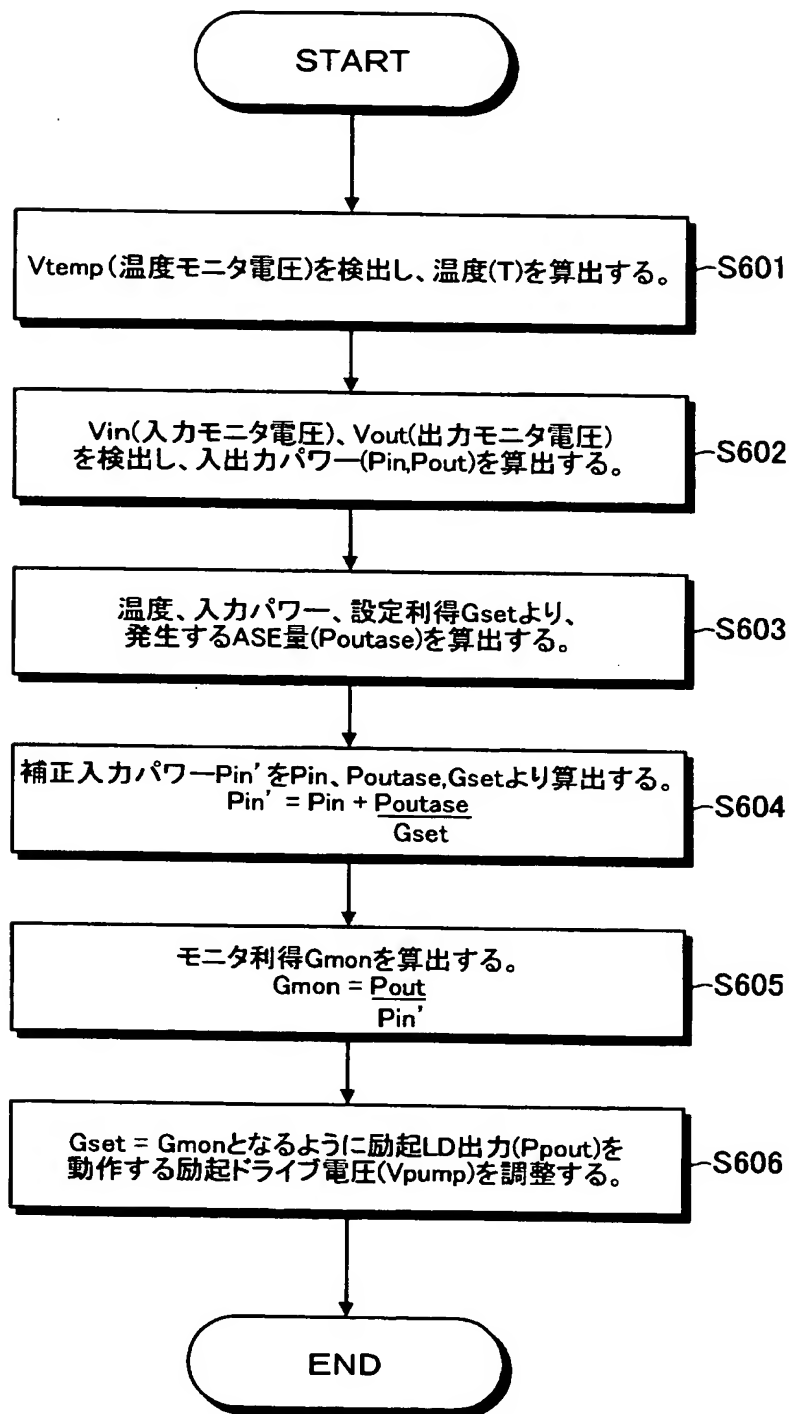 START
Vtemp(温度モニタ電圧)を検出し、温度(T)を算出する。
S601
Vin(入力モニタ電圧)、Vout(出力モニタ電圧)
を検出し、入出力パワー(Pin,Pout)を算出する。
S602
温度、入力パワー、設定利得Gsetより、
発生するASE量(Poutase)を算出する。
S603
補正入力パワーPin'をPin、Poutase,Gsetより算出する。
Pin' = Pin + Poutase
Gset
S604
モニタ利得Gmonを算出する。
Gmon = Pout
Pin'
S605
Gset = Gmonとなるように励起LD出力(Ppout)を
動作する励起ドライブ電圧(Vpump)を調整する。
S606
END